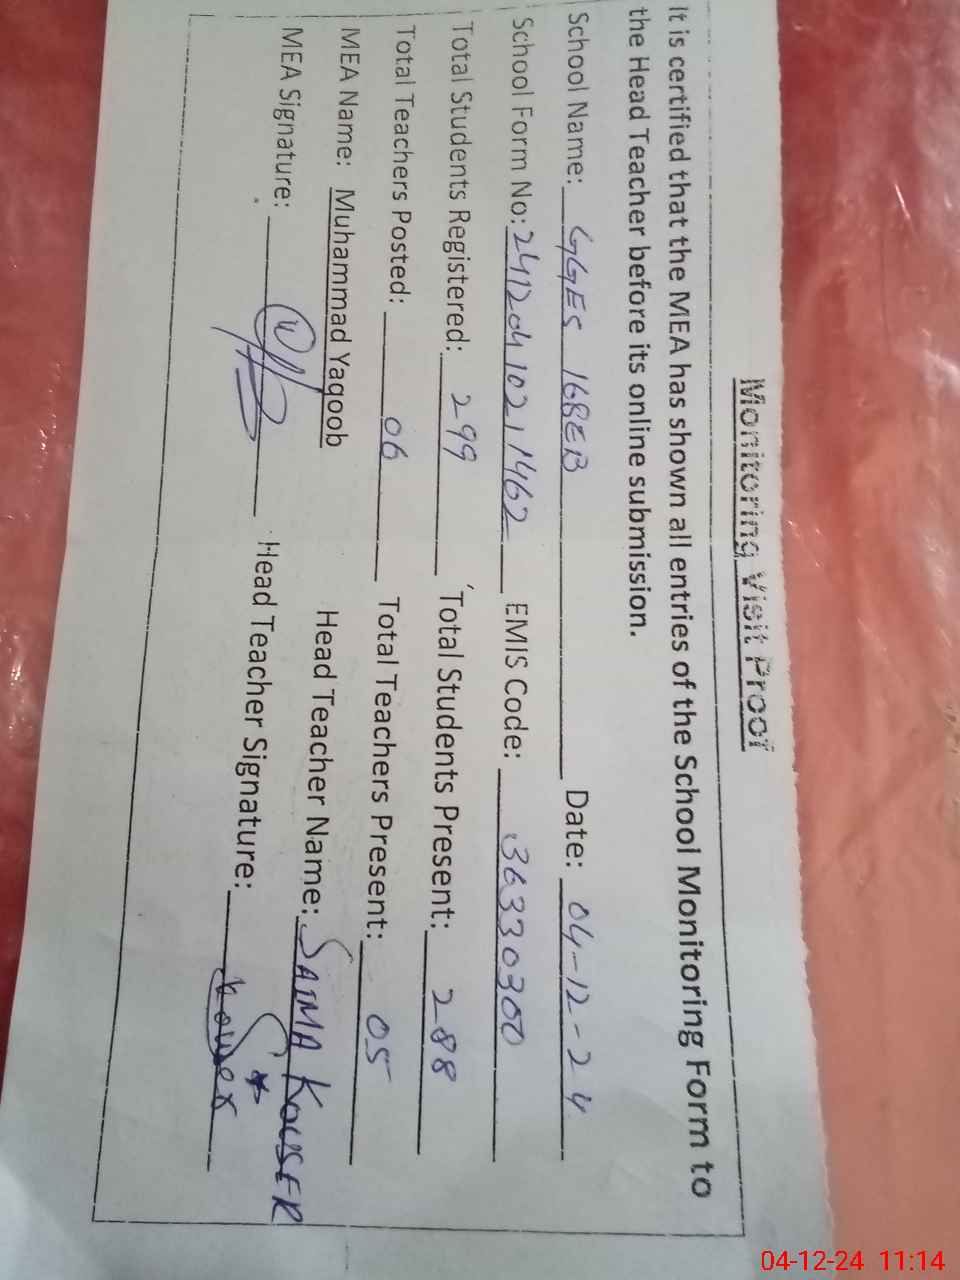 Monitoring Visit Proof
It is certified that the MEA has shown all entries of the School Monitoring Form to
the Head Teacher before its online submission.
School Name: GGES 168EB Date: 04-12-24
School Form No: 241204 102 1462 EMIS Code: 36330300
Total Students Registered: 299 Total Students Present: 288
Total Teachers Posted: 06 Total Teachers Present: 05
MEA Name: Muhammad Yaqoob Head Teacher Name: SAIMA KOUSER
MEA Signature: Head Teacher Signature:
04-12-24 11:14